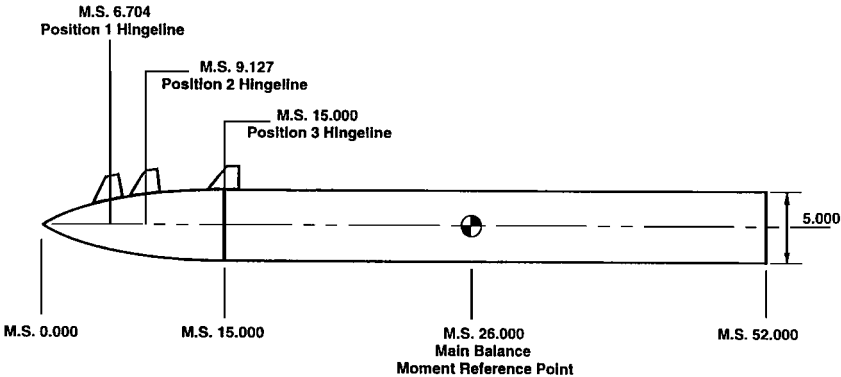 M.S. 6.704
Position 1 Hingeline
M.S. 9.127
Position 2 Hingeline
M.S. 15.000
Position 3 Hingeline
5.000
M.S. 0.000
M.S. 15.000
M.S. 26.000
Main Balance
Moment Reference Point
M.S. 52.000